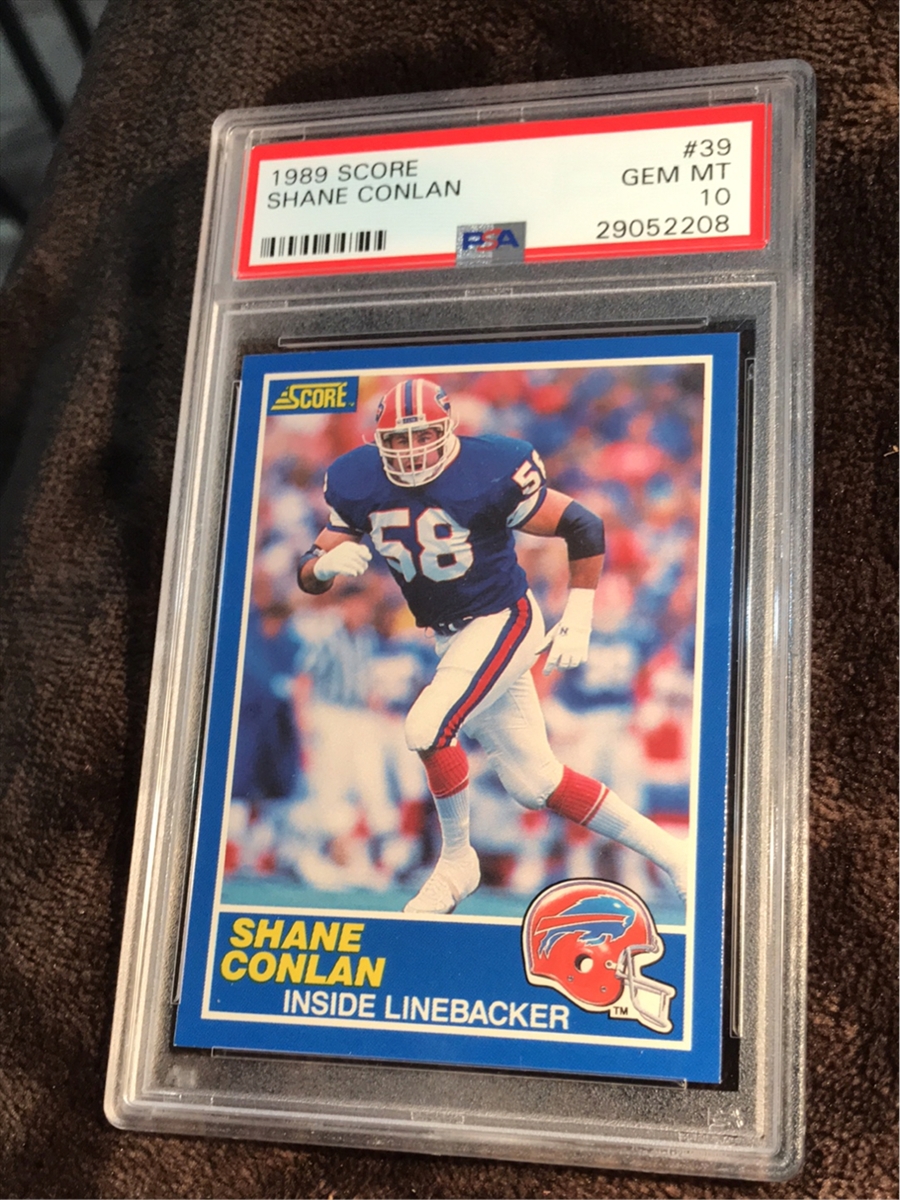 1989 SCORE
#39
SHANE CONLAN
GEM MT
10
PSA
29052208
SCORE
58
58
SHANE
CONLAN
INSIDE LINEBACKER
TM